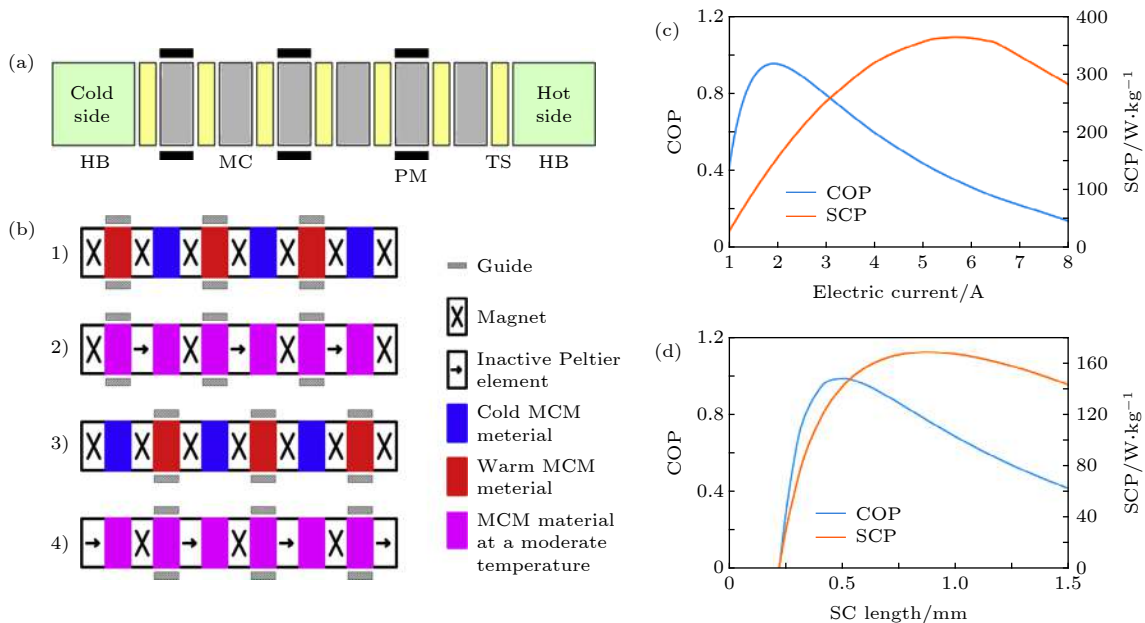 (a)
Cold side
Hot side
HB
MC
PM
TS
HB
(b)
1)
2)
3)
4)
Guide
Magnet
Inactive Peltier
element
Cold MCM
meterial
Warm MCM
meterial
MCM material
at a moderate
temperature
(c)
1.2
0.8
0.4
0
COP
400
300
200
100
0
SCP/W·kg⁻¹
COP
SCP
1 2 3 4 5 6 7 8
Electric current/A
(d)
1.2
0.8
0.4
0
COP
160
120
80
40
0
SCP/W·kg⁻¹
COP
SCP
0 0.5 1.0 1.5
SC length/mm